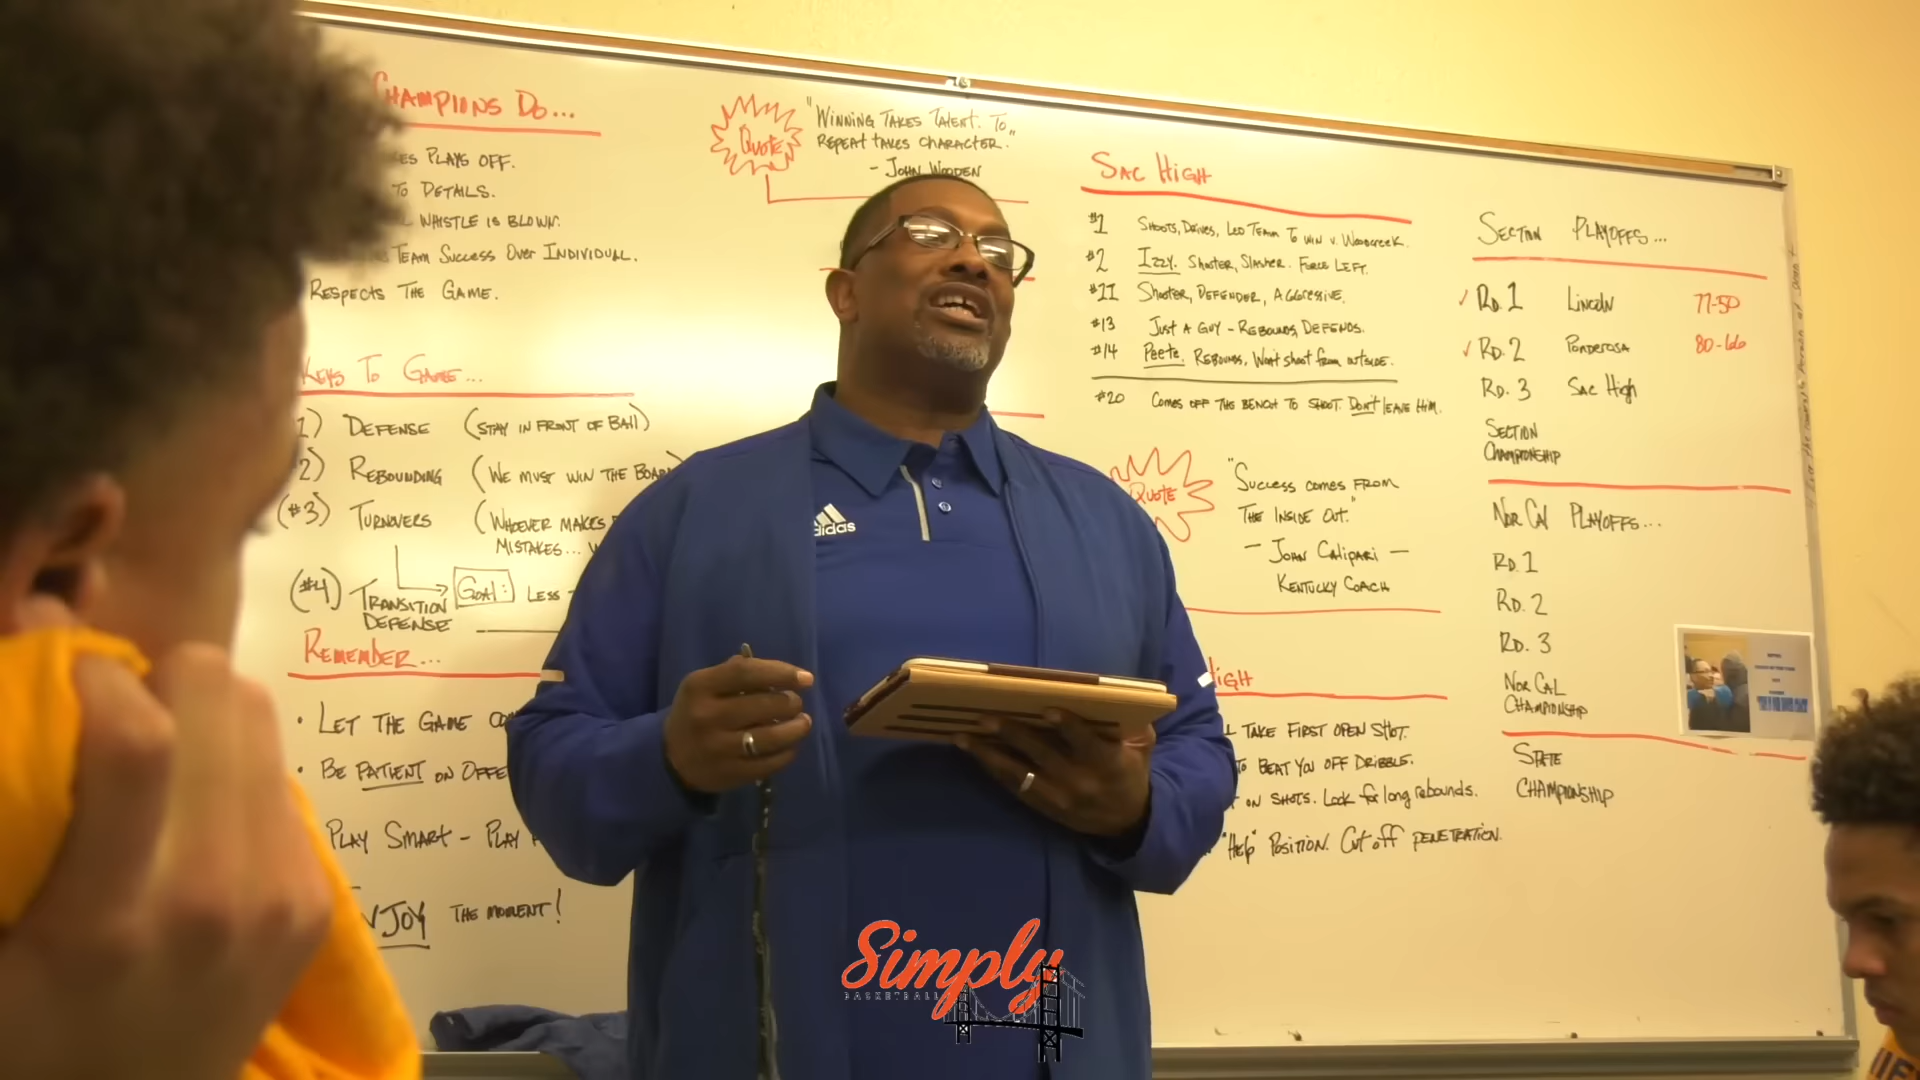 CHAMPIONS DO...
PLAYS OFF.
TO DETAILS.
WHISTLE IS BLOWN.
TEAM SUCCESS OVER INDIVIDUAL.
RESPECTS THE GAME.
KEYS TO GAME...
1) DEFENSE (STAY IN FRONT OF BALL)
2) REBOUNDING (WE MUST WIN THE BOAR
(#3) TURNOVERS (WHOEVER MAKES
MISTAKES...
(#4) TRANSITION
DEFENSE
GOAL: LESS
REMEMBER...
• LET THE GAME CO
• BE PATIENT ON OFFE
PLAY SMART - PLAY
NJOY THE MOMENT!
QUOTE
"WINNING TAKES TALENT. TO
REPEAT TAKES CHARACTER."
- JOHN WOODEN
adidas
SAC HIGH
#1 SHOOTS, DRIVES, LED TEAM TO WIN V. WOODCREEK.
#2 IZZY. SHOOTER, SLASHER. FORCE LEFT.
#11 SHOOTER, DEFENDER, AGGRESSIVE.
#13 JUST A GUY - REBOUNDS, DEFENDS.
#14 PEETE. REBOUNDS, WON'T SHOOT FROM OUTSIDE.
#20 COMES OFF THE BENCH TO SHOOT. DON'T LEAVE HIM.
QUOTE
"SUCCESS COMES FROM
THE INSIDE OUT."
- JOHN CALIPARI -
KENTUCKY COACH
HIGH
TAKE FIRST OPEN SHOT.
TO BEAT YOU OFF DRIBBLE.
ON SHOTS. LOOK for long rebounds.
"Help" POSITION. CUT OFF PENETRATION.
SECTION PLAYOFFS...
✓ RD. 1 LINCOLN 77-50
✓ RD. 2 PONDEROSA 80-66
RD. 3 SAC HIGH
SECTION
CHAMPIONSHIP
NOR CAL PLAYOFFS...
RD. 1
RD. 2
RD. 3
NOR CAL
CHAMPIONSHIP
STATE
CHAMPIONSHIP
Simply
BASKETBALL